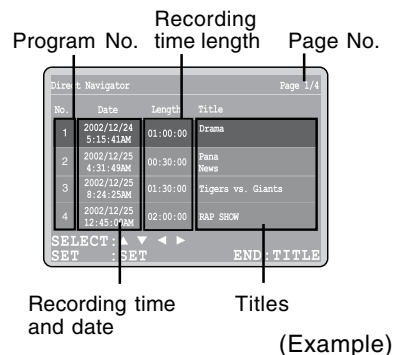 Recording
Program No. time length Page No.
Direct Navigator Page 1/4
No. Date Length Title
1 2002/12/24 5:15:41AM 01:00:00 Drama
2 2002/12/25 4:31:49AM 00:30:00 Pana News
3 2002/12/25 8:24:25AM 01:30:00 Tigers vs. Giants
4 2002/12/25 12:45:00AM 02:00:00 RAP SHOW
SELECT:▲ ▼ ◄ ►
SET :SET END:TITLE
Recording time Titles
and date
(Example)